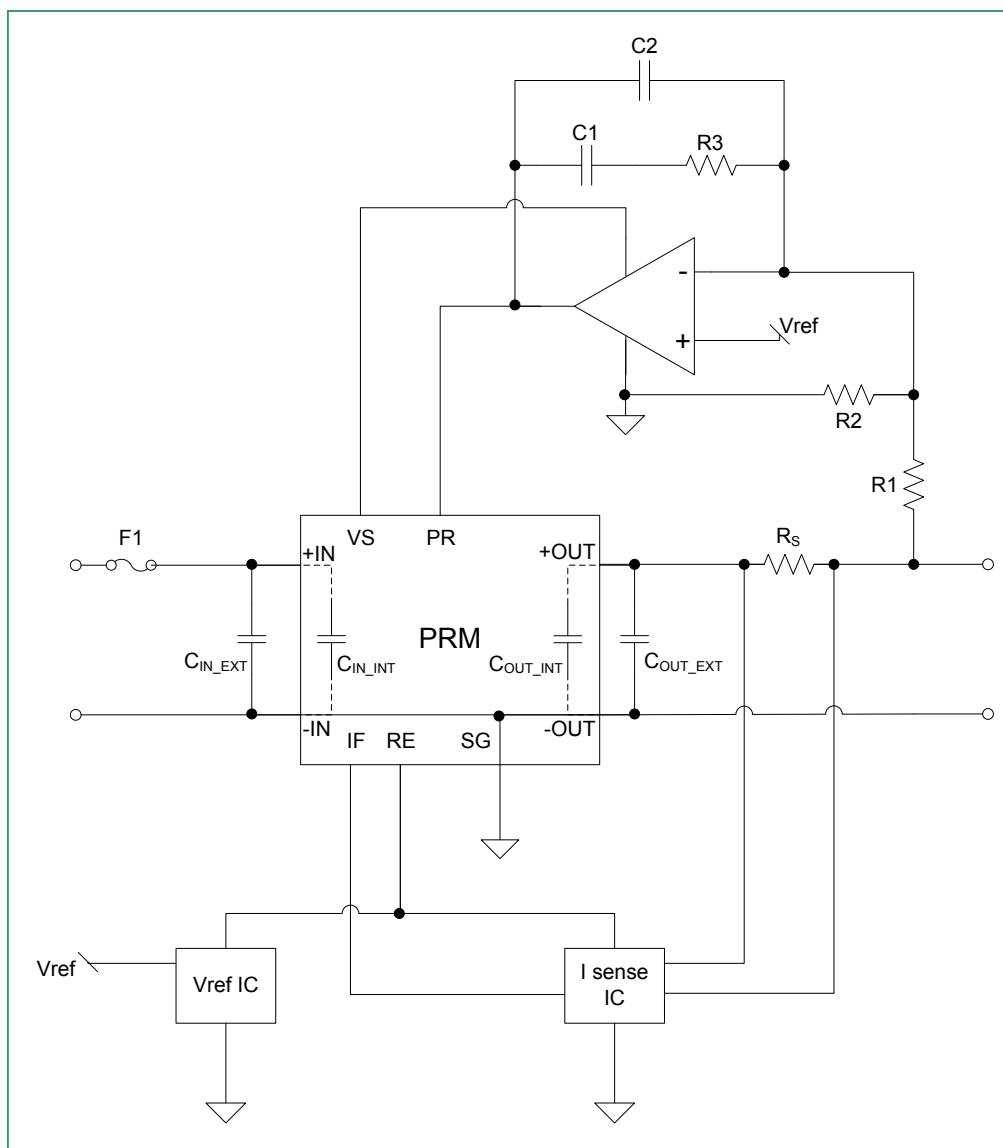 C2
C1
R3
-
+
Vref
R2
R1
F1
VS
PR
+IN
+OUT
RS
PRM
CIN_EXT
CIN_INT
COUT_INT
COUT_EXT
-IN
-OUT
IF
RE
SG
Vref
Vref IC
I sense
IC